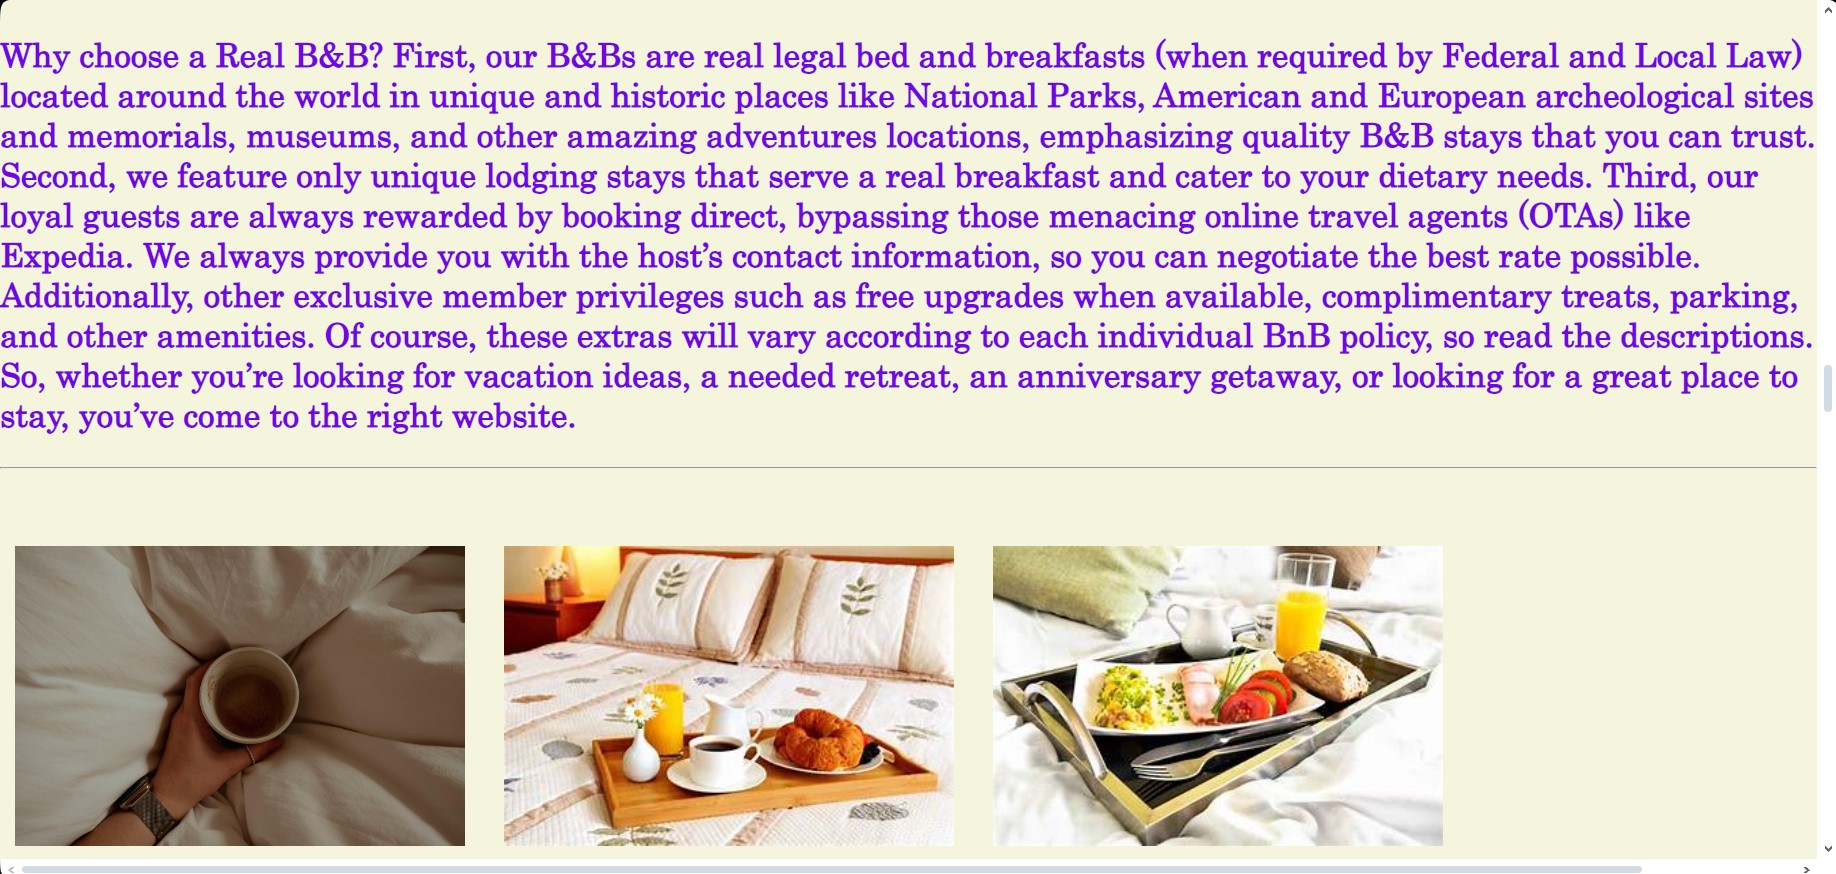 Why choose a Real B&B? First, our B&Bs are real legal bed and breakfasts (when required by Federal and Local Law)
located around the world in unique and historic places like National Parks, American and European archeological sites
and memorials, museums, and other amazing adventures locations, emphasizing quality B&B stays that you can trust.
Second, we feature only unique lodging stays that serve a real breakfast and cater to your dietary needs. Third, our
loyal guests are always rewarded by booking direct, bypassing those menacing online travel agents (OTAs) like
Expedia. We always provide you with the host’s contact information, so you can negotiate the best rate possible.
Additionally, other exclusive member privileges such as free upgrades when available, complimentary treats, parking,
and other amenities. Of course, these extras will vary according to each individual BnB policy, so read the descriptions.
So, whether you’re looking for vacation ideas, a needed retreat, an anniversary getaway, or looking for a great place to
stay, you’ve come to the right website.